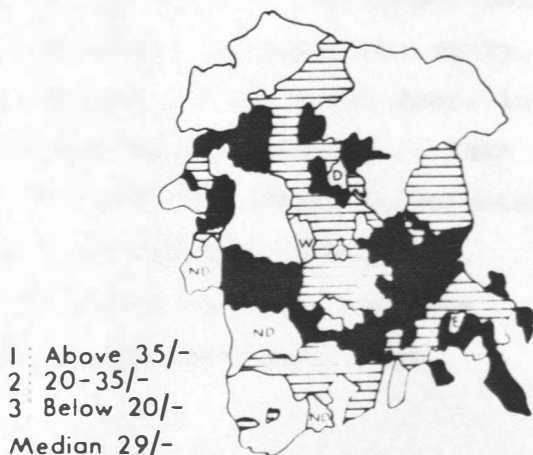 D
W
ND
ND
E
1 Above 35/-
2 20-35/-
3 Below 20/-
ND
Median 29/-